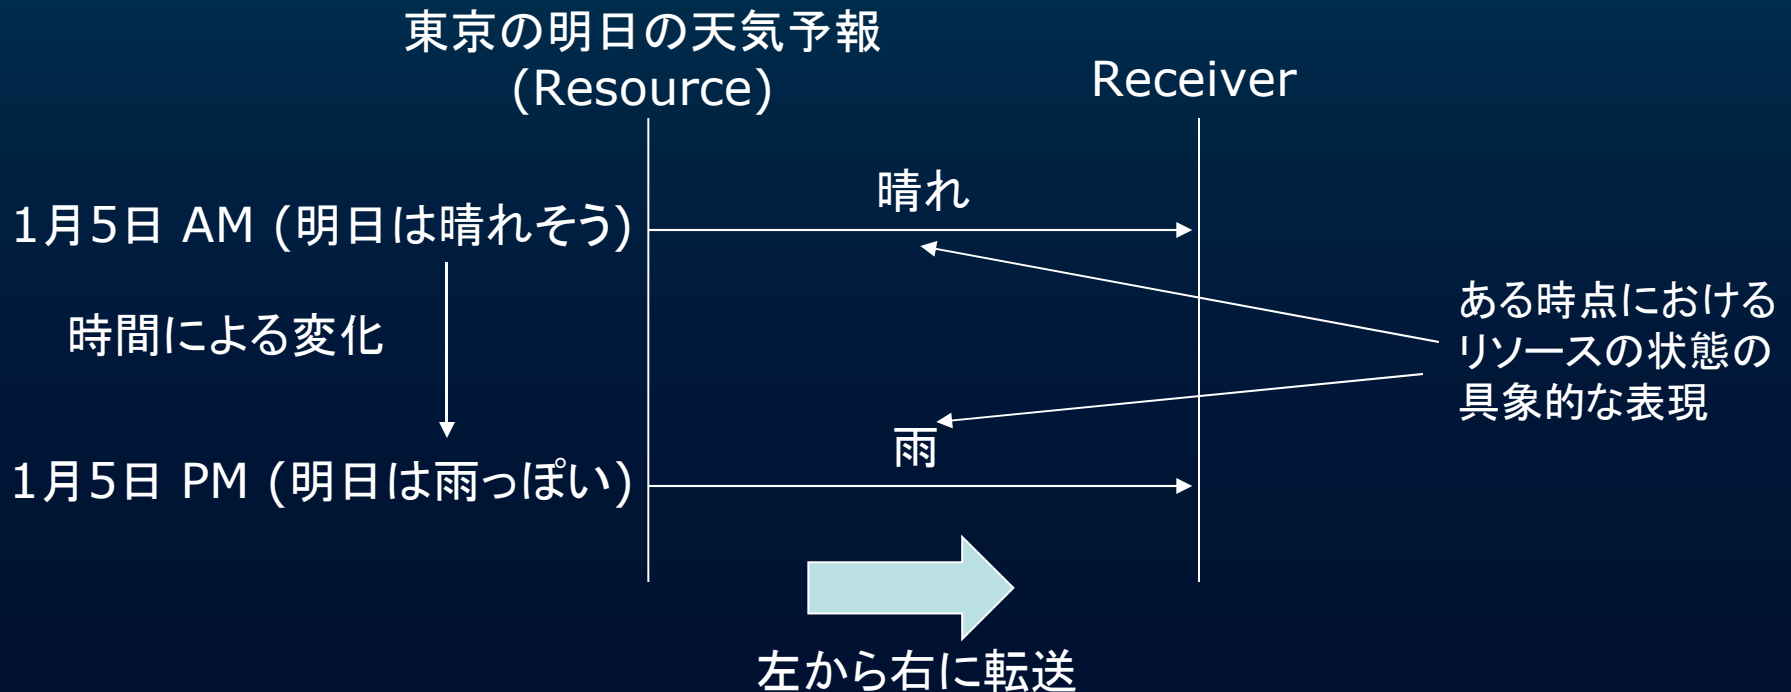 東京の明日の天気予報
(Resource)
Receiver
晴れ
1月5日 AM (明日は晴れそう)
時間による変化
ある時点における
リソースの状態の
具象的な表現
雨
1月5日 PM (明日は雨っぽい)
左から右に転送